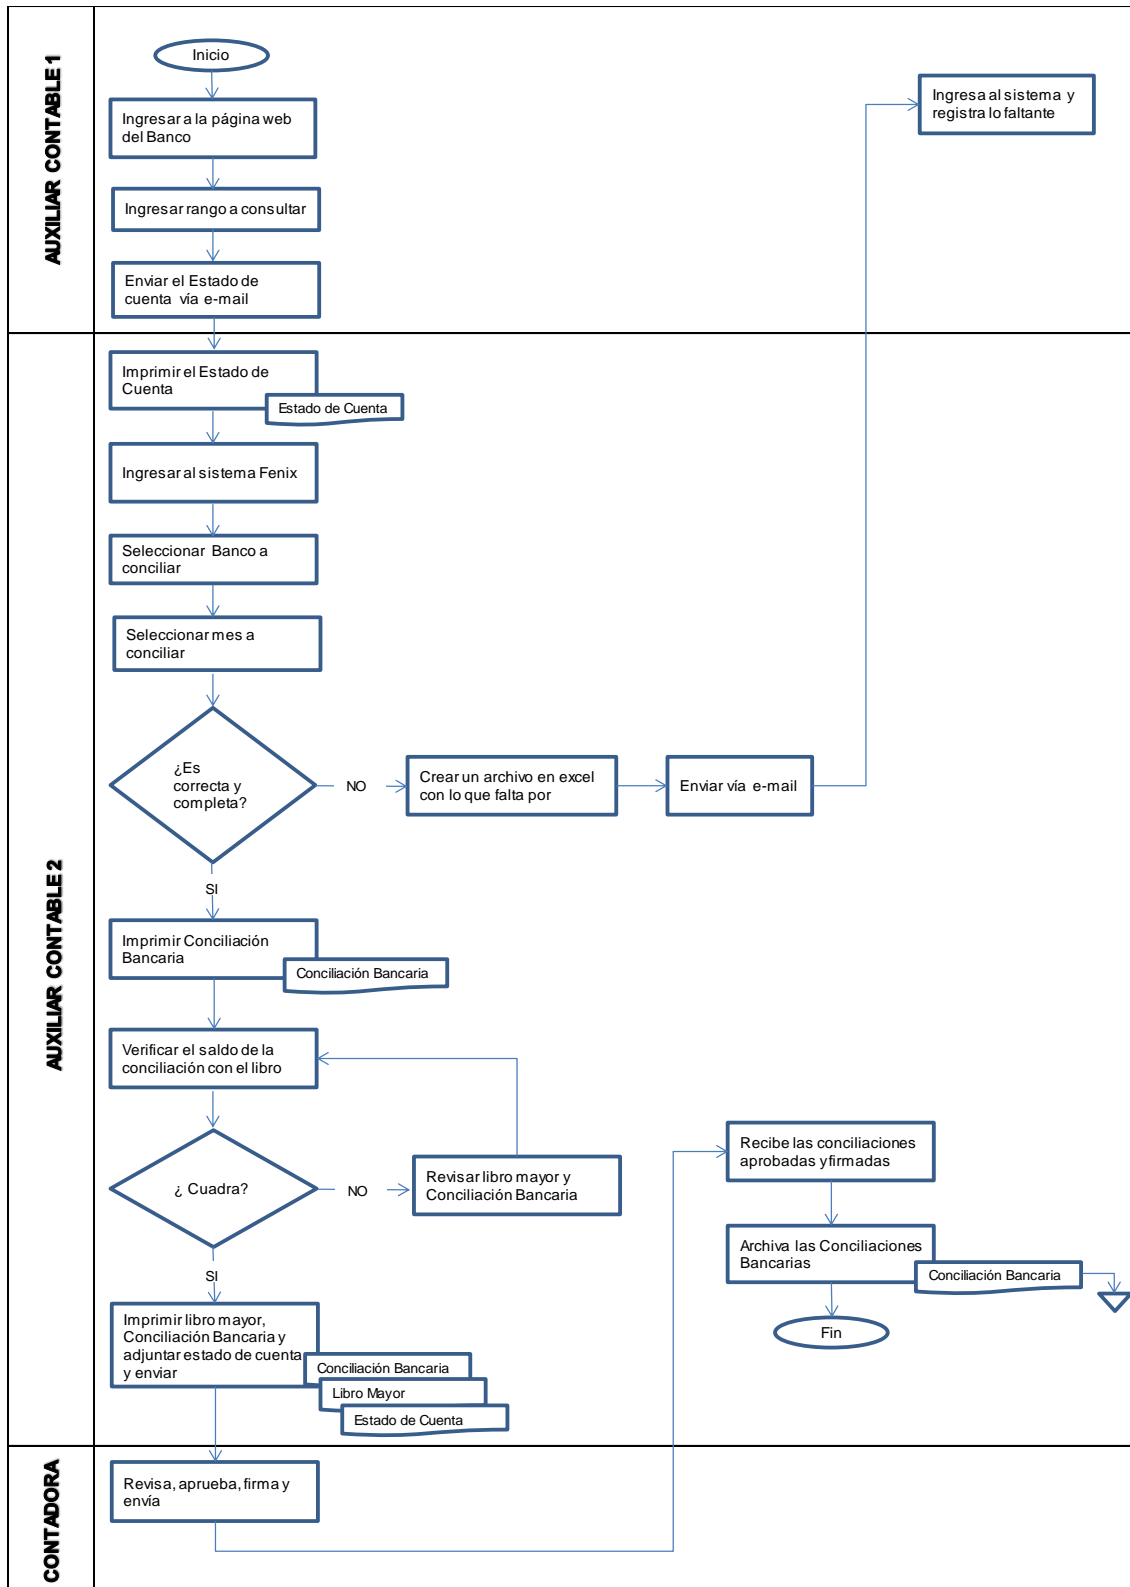 AUXILIAR CONTABLE 1
Inicio
Ingresar a la página web
del Banco
Ingresar rango a consultar
Enviar el Estado de
cuenta vía e-mail
Ingresa al sistema y
registra lo faltante
AUXILIAR CONTABLE 2
Imprimir el Estado de
Cuenta
Estado de Cuenta
Ingresar al sistema Fenix
Seleccionar Banco a
conciliar
Seleccionar mes a
conciliar
¿Es
correcta y
completa?
NO
Crear un archivo en excel
con lo que falta por
Enviar vía e-mail
SI
Imprimir Conciliación
Bancaria
Conciliación Bancaria
Verificar el saldo de la
conciliación con el libro
¿ Cuadra?
NO
Revisar libro mayor y
Conciliación Bancaria
SI
Imprimir libro mayor,
Conciliación Bancaria y
adjuntar estado de cuenta
y enviar
Conciliación Bancaria
Libro Mayor
Estado de Cuenta
Recibe las conciliaciones
aprobadas y firmadas
Archiva las Conciliaciones
Bancarias
Conciliación Bancaria
Fin
CONTADORA
Revisa, aprueba, firma y
envía